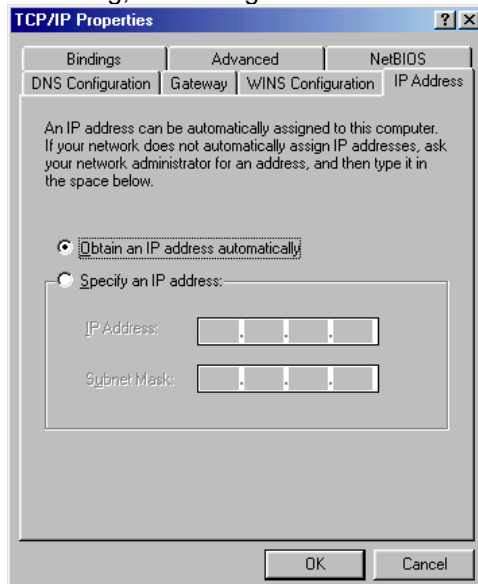 TCP/IP Properties
? ×
Bindings Advanced NetBIOS
DNS Configuration Gateway WINS Configuration IP Address
An IP address can be automatically assigned to this computer.
If your network does not automatically assign IP addresses, ask
your network administrator for an address, and then type it in
the space below.
Obtain an IP address automatically
Specify an IP address:
IP Address:
. . .
Subnet Mask:
. . .
OK Cancel